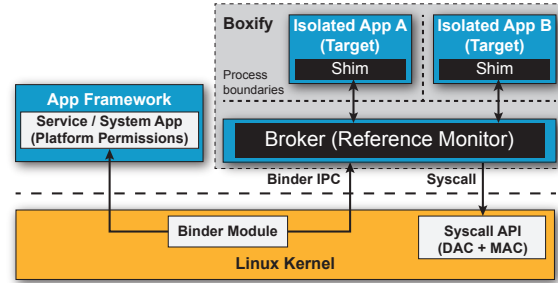 Boxify
Isolated App A
(Target)
Shim
Isolated App B
(Target)
Shim
Process
boundaries
App Framework
Service / System App
(Platform Permissions)
Broker (Reference Monitor)
Binder IPC
Syscall
Binder Module
Syscall API
(DAC + MAC)
Linux Kernel